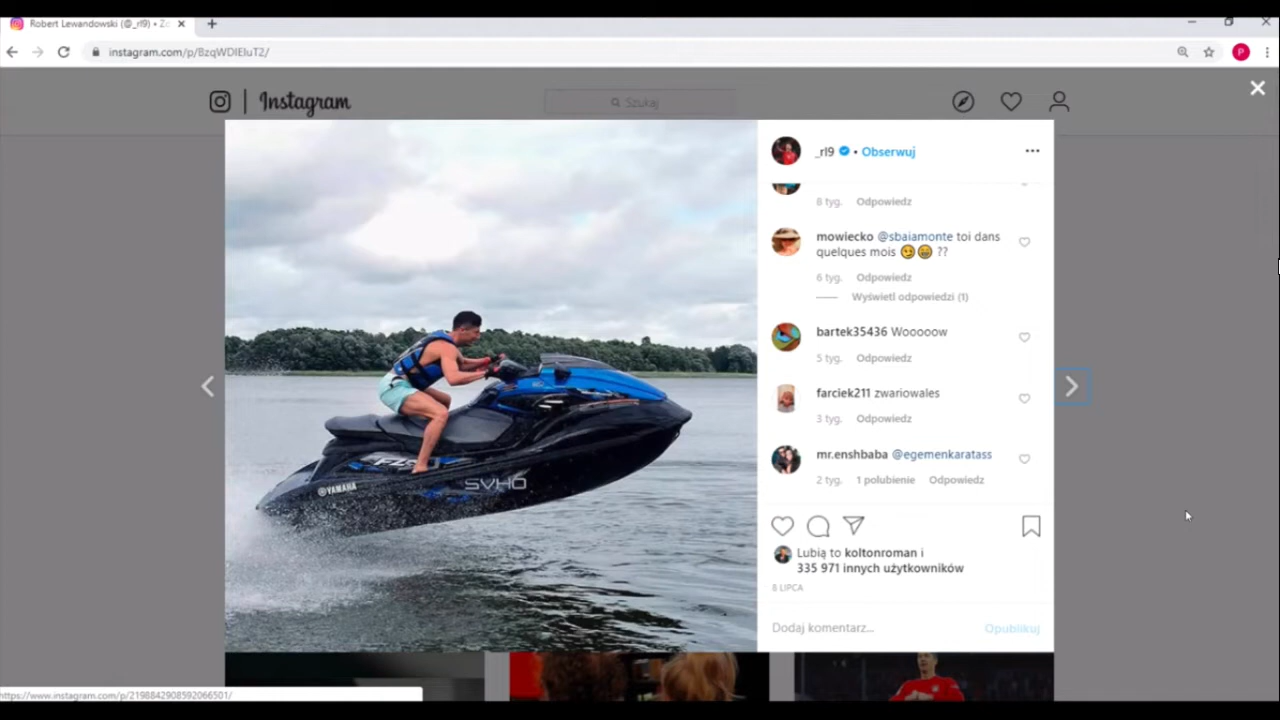 Robert Lewandowski (@_rl9) • Z
instagram.com/p/BzqWDlEIuT2/
P
Instagram
Szukaj
_rl9 • Obserwuj
8 tyg. Odpowiedz
mowiecko @sbaiamonte toi dans
quelques mois ??
6 tyg. Odpowiedz
Wyświetl odpowiedzi (1)
bartek35436 Wooooow
5 tyg. Odpowiedz
farciek211 zwariowales
3 tyg. Odpowiedz
mr.enshbaba @egemenkaratass
2 tyg. 1 polubienie Odpowiedz
YAMAHA
SVHO
Lubią to koltonroman i
335 971 innych użytkowników
8 LIPCA
Dodaj komentarz...
Opublikuj
https://www.instagram.com/p/2198842908592066501/